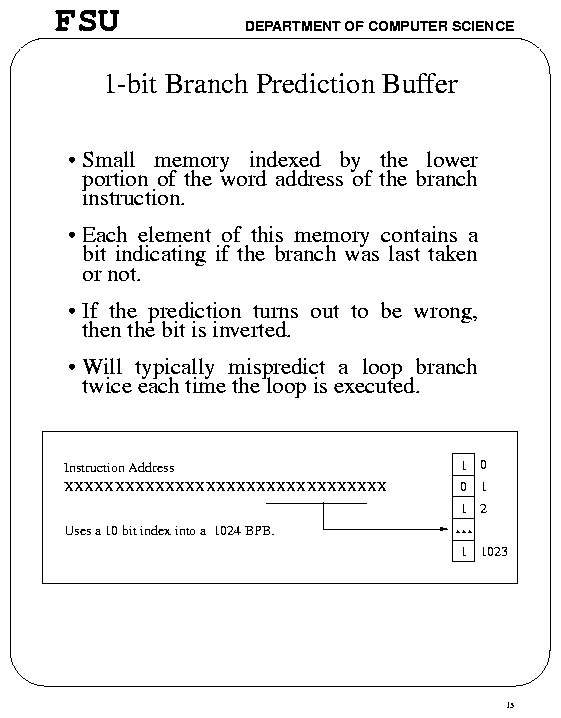 FSU DEPARTMENT OF COMPUTER SCIENCE
1-bit Branch Prediction Buffer
• Small memory indexed by the lower
portion of the word address of the branch
instruction.
• Each element of this memory contains a
bit indicating if the branch was last taken
or not.
• If the prediction turns out to be wrong,
then the bit is inverted.
• Will typically mispredict a loop branch
twice each time the loop is executed.
Instruction Address
XXXXXXXXXXXXXXXXXXXXXXXXXXXXXXXX
Uses a 10 bit index into a 1024 BPB.
1 0
0 1
1 2
...
1 1023
15